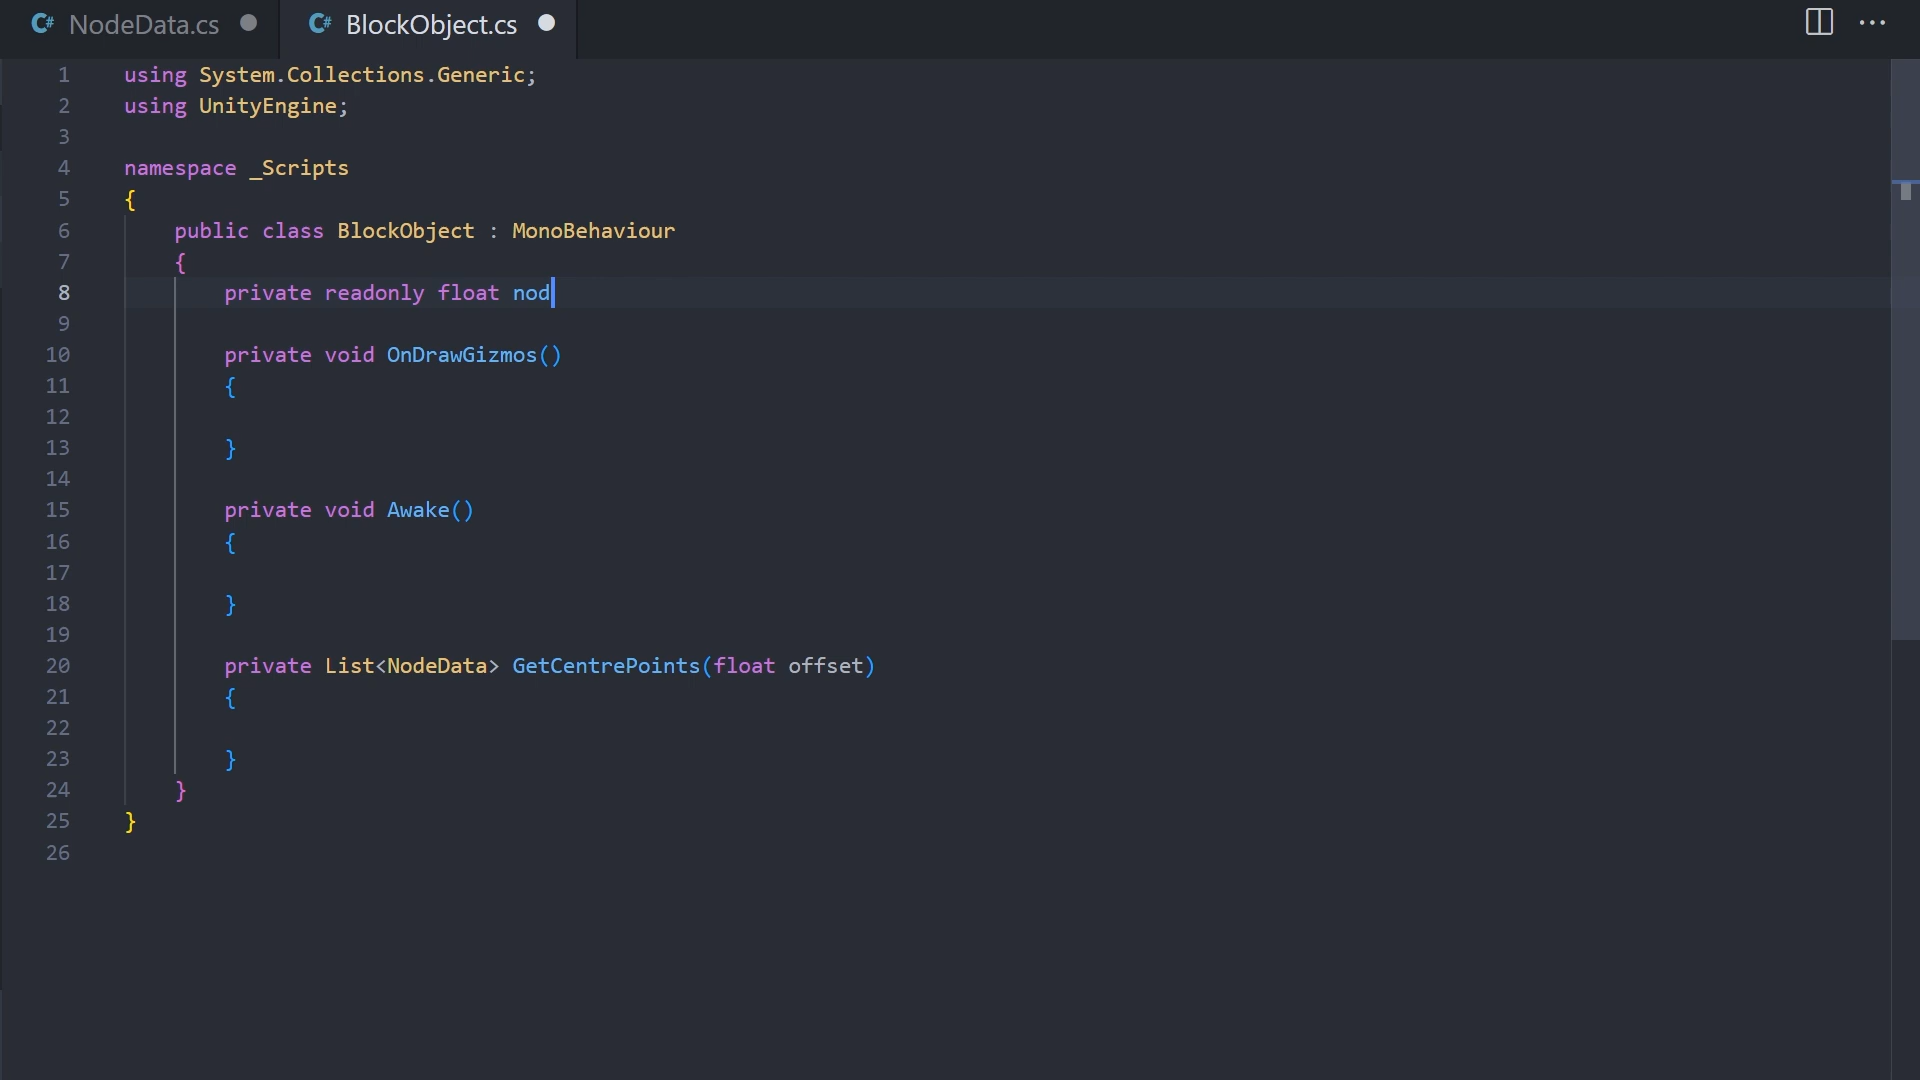 C# NodeData.cs ● C# BlockObject.cs ● ···
1 using System.Collections.Generic;
2 using UnityEngine;
3
4 namespace _Scripts
5 {
6 public class BlockObject : MonoBehaviour
7 {
8 private readonly float nod
9
10 private void OnDrawGizmos()
11 {
12
13 }
14
15 private void Awake()
16 {
17
18 }
19
20 private List<NodeData> GetCentrePoints(float offset)
21 {
22
23 }
24 }
25 }
26